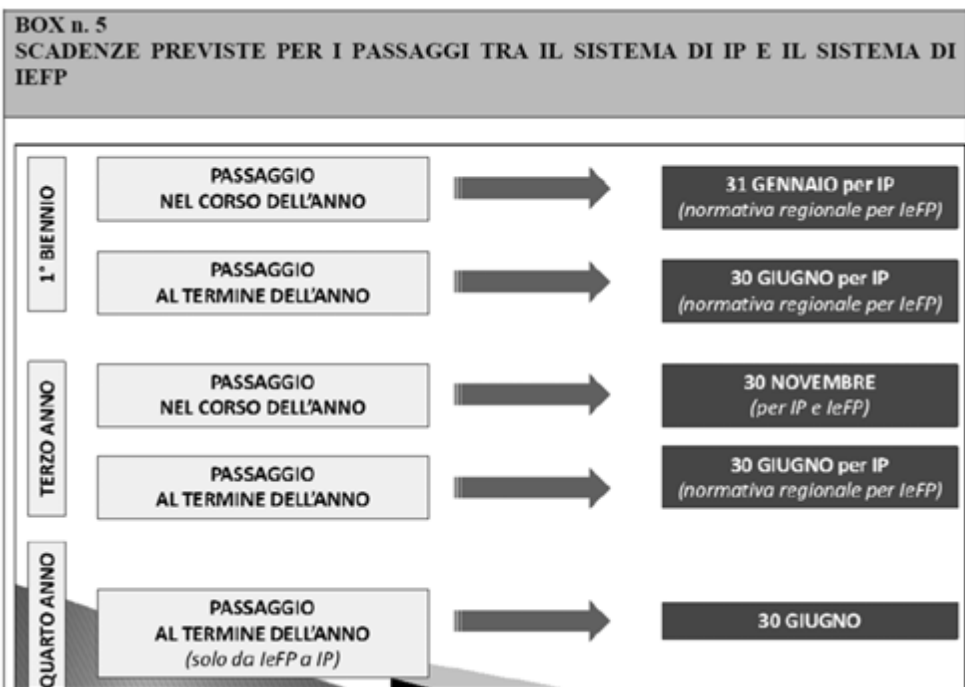 BOX n. 5
SCADENZE PREVISTE PER I PASSAGGI TRA IL SISTEMA DI IP E IL SISTEMA DI
IEFP
1° BIENNIO
PASSAGGIO
NEL CORSO DELL'ANNO
31 GENNAIO per IP
(normativa regionale per IeFP)
PASSAGGIO
AL TERMINE DELL'ANNO
30 GIUGNO per IP
(normativa regionale per IeFP)
TERZO ANNO
PASSAGGIO
NEL CORSO DELL'ANNO
30 NOVEMBRE
(per IP e IeFP)
PASSAGGIO
AL TERMINE DELL'ANNO
30 GIUGNO per IP
(normativa regionale per IeFP)
QUARTO ANNO
PASSAGGIO
AL TERMINE DELL'ANNO
(solo da IeFP a IP)
30 GIUGNO